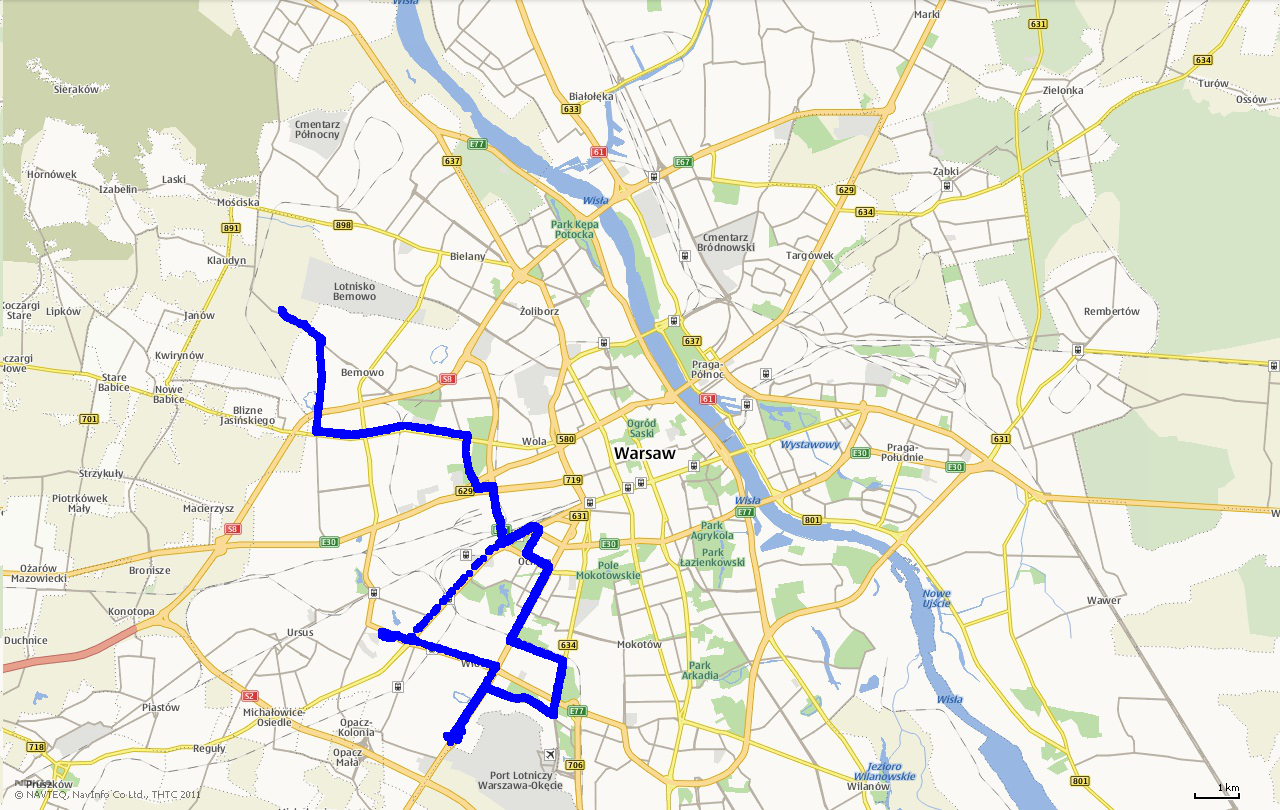 Wisła
Marki
631
634
Sieraków
Białołęka
633
Zielonka
Turów
Ossów
Cmentarz
Północny
E77
637
61
E67
Hornówek
Laski
Izabelin
Ząbki
629
634
Mościska
Wisła
891
898
Park Kępa
Potocka
Cmentarz
Bródnowski
Targówek
Klaudyn
Bielany
Lotnisko
Bemowo
Lipków
Janów
Żoliborz
Rembertów
637
Kwirynów
Praga-
Północ
Stare
Babice
Nowe
Babice
Bemowo
S8
61
701
Blizne
Jasińskiego
Ogród
Saski
Wola
580
631
Warsaw
Wystawowy
E30
Praga-
Południe
E30
Strzykuły
719
629
Piotrkówek
Mały
Macierzysz
Wisła
E77
631
801
S8
E30
E30
Park
Agrykola
Park
Łazienkowski
Pole
Mokotowskie
Ożarów
Mazowiecki
Bronisze
Nowe
Ujście
Wawer
Konotopa
Duchnice
Ursus
634
Mokotów
Park
Arkadia
S2
Wisła
Piastów
Michałowice-
Osiedle
Opacz-
Kolonia
E77
718
Reguły
Opacz
Mała
706
Port Lotniczy
Warszawa-Okęcie
Jezioro
Wilanowskie
Wilanów
801
Pruszków
1 km
© NAVTEQ, NavInfo Co Ltd., THTC 2011